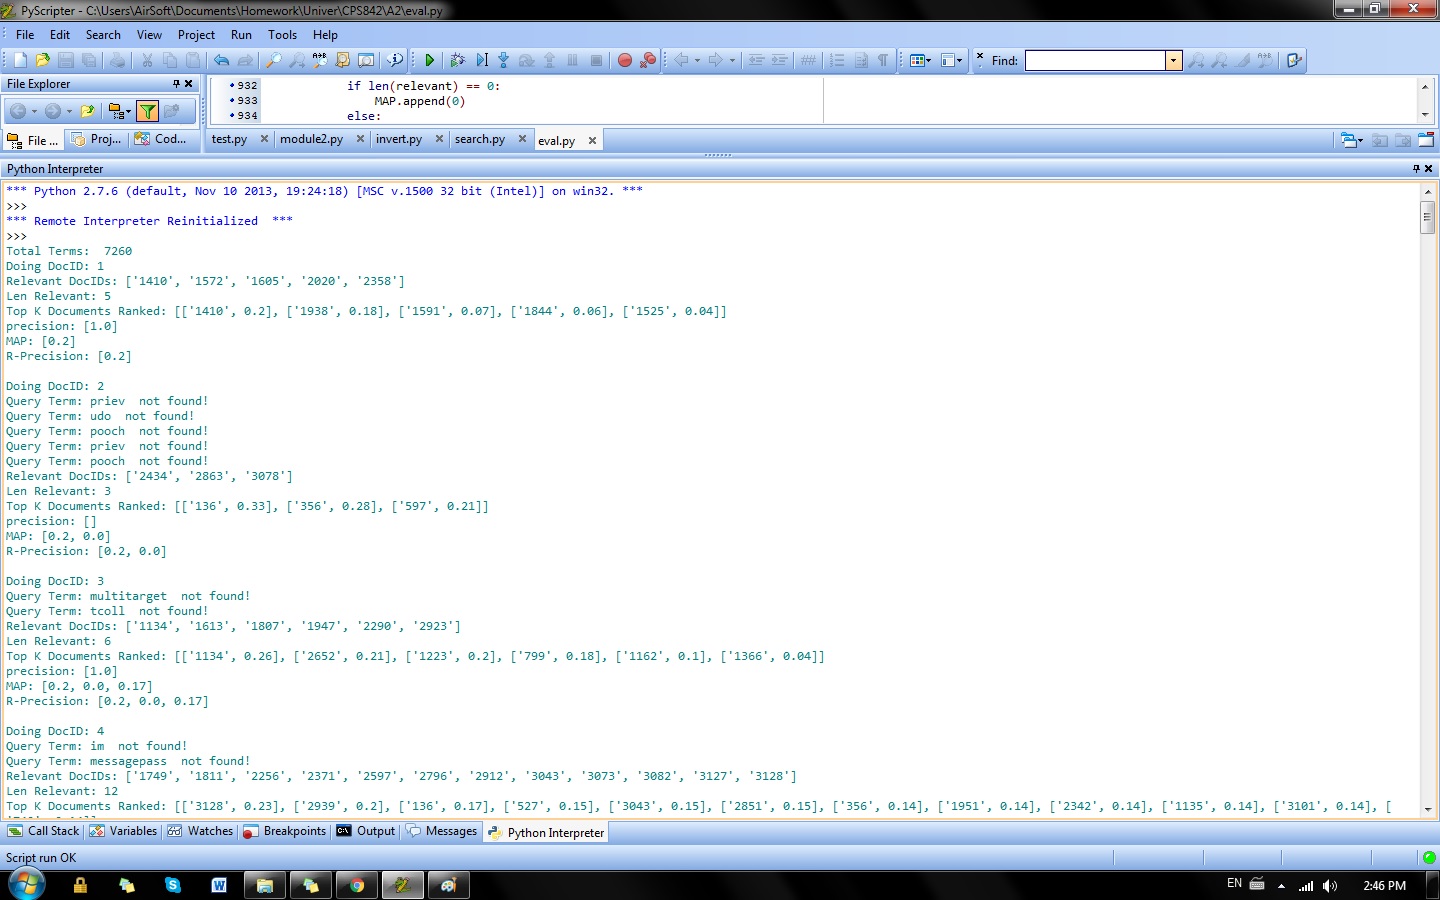 PyScripter - C:\Users\AirSoft\Documents\Homework\Univer\CPS842\A2\eval.py
File Edit Search View Project Run Tools Help
Find:
File Explorer
932 if len(relevant) == 0:
933 MAP.append(0)
934 else:
File ... Proj... Cod... test.py module2.py invert.py search.py eval.py
Python Interpreter
*** Python 2.7.6 (default, Nov 10 2013, 19:24:18) [MSC v.1500 32 bit (Intel)] on win32. ***
>>>
*** Remote Interpreter Reinitialized  ***
>>>
Total Terms:  7260
Doing DocID: 1
Relevant DocIDs: ['1410', '1572', '1605', '2020', '2358']
Len Relevant: 5
Top K Documents Ranked: [['1410', 0.2], ['1938', 0.18], ['1591', 0.07], ['1844', 0.06], ['1525', 0.04]]
precision: [1.0]
MAP: [0.2]
R-Precision: [0.2]
Doing DocID: 2
Query Term: priev  not found!
Query Term: udo  not found!
Query Term: pooch  not found!
Query Term: priev  not found!
Query Term: pooch  not found!
Relevant DocIDs: ['2434', '2863', '3078']
Len Relevant: 3
Top K Documents Ranked: [['136', 0.33], ['356', 0.28], ['597', 0.21]]
precision: []
MAP: [0.2, 0.0]
R-Precision: [0.2, 0.0]
Doing DocID: 3
Query Term: multitarget  not found!
Query Term: tcoll  not found!
Relevant DocIDs: ['1134', '1613', '1807', '1947', '2290', '2923']
Len Relevant: 6
Top K Documents Ranked: [['1134', 0.26], ['2652', 0.21], ['1223', 0.2], ['799', 0.18], ['1162', 0.1], ['1366', 0.04]]
precision: [1.0]
MAP: [0.2, 0.0, 0.17]
R-Precision: [0.2, 0.0, 0.17]
Doing DocID: 4
Query Term: im  not found!
Query Term: messagepass  not found!
Relevant DocIDs: ['1749', '1811', '2256', '2371', '2597', '2796', '2912', '3043', '3073', '3082', '3127', '3128']
Len Relevant: 12
Top K Documents Ranked: [['3128', 0.23], ['2939', 0.2], ['136', 0.17], ['527', 0.15], ['3043', 0.15], ['2851', 0.15], ['356', 0.14], ['1951', 0.14], ['2342', 0.14], ['1135', 0.14], ['3101', 0.14], [
Call Stack Variables Watches Breakpoints Output Messages Python Interpreter
Script run OK
EN 2:46 PM